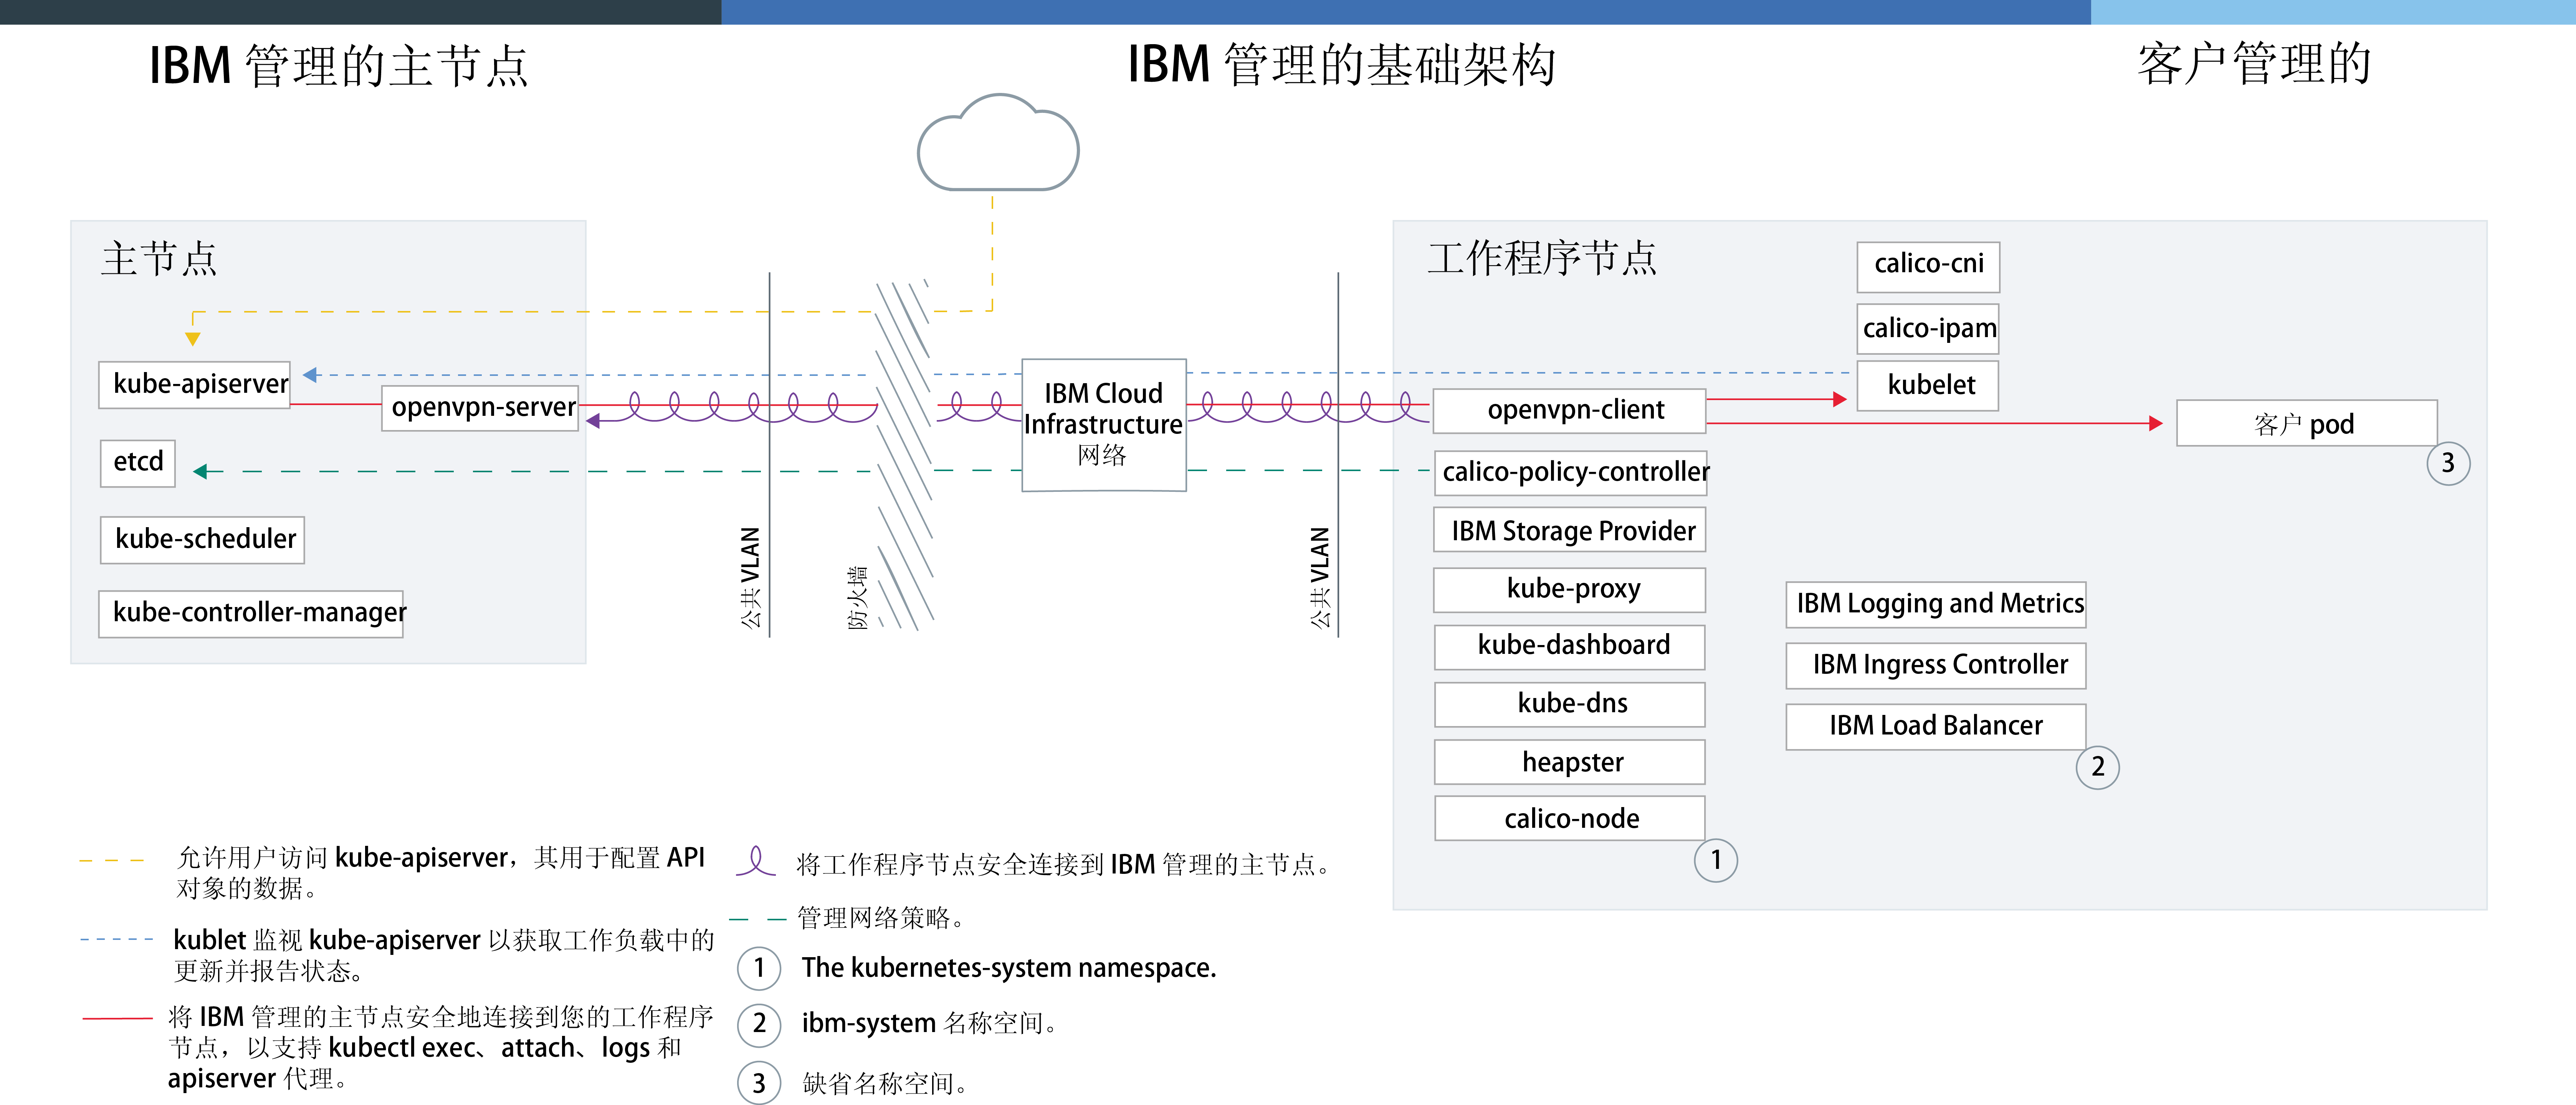 IBM 管理的主节点
IBM 管理的基础架构
客户管理的
主节点
kube-apiserver
openvpn-server
etcd
kube-scheduler
kube-controller-manager
公共 VLAN
防火墙
IBM Cloud
Infrastructure
网络
公共 VLAN
工作程序节点
calico-cni
calico-ipam
kubelet
openvpn-client
客户 pod
3
calico-policy-controller
IBM Storage Provider
kube-proxy
kube-dashboard
kube-dns
heapster
calico-node
1
IBM Logging and Metrics
IBM Ingress Controller
IBM Load Balancer
2
允许用户访问 kube-apiserver，其用于配置 API
对象的数据。
kublet 监视 kube-apiserver 以获取工作负载中的
更新并报告状态。
将 IBM 管理的主节点安全地连接到您的工作程序
节点，以支持 kubectl exec、attach、logs 和
apiserver 代理。
将工作程序节点安全连接到 IBM 管理的主节点。
管理网络策略。
1 The kubernetes-system namespace.
2 ibm-system 名称空间。
3 缺省名称空间。